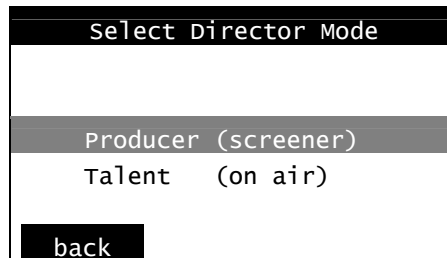 Select Director Mode
Producer (screener)
Talent (on air)
back